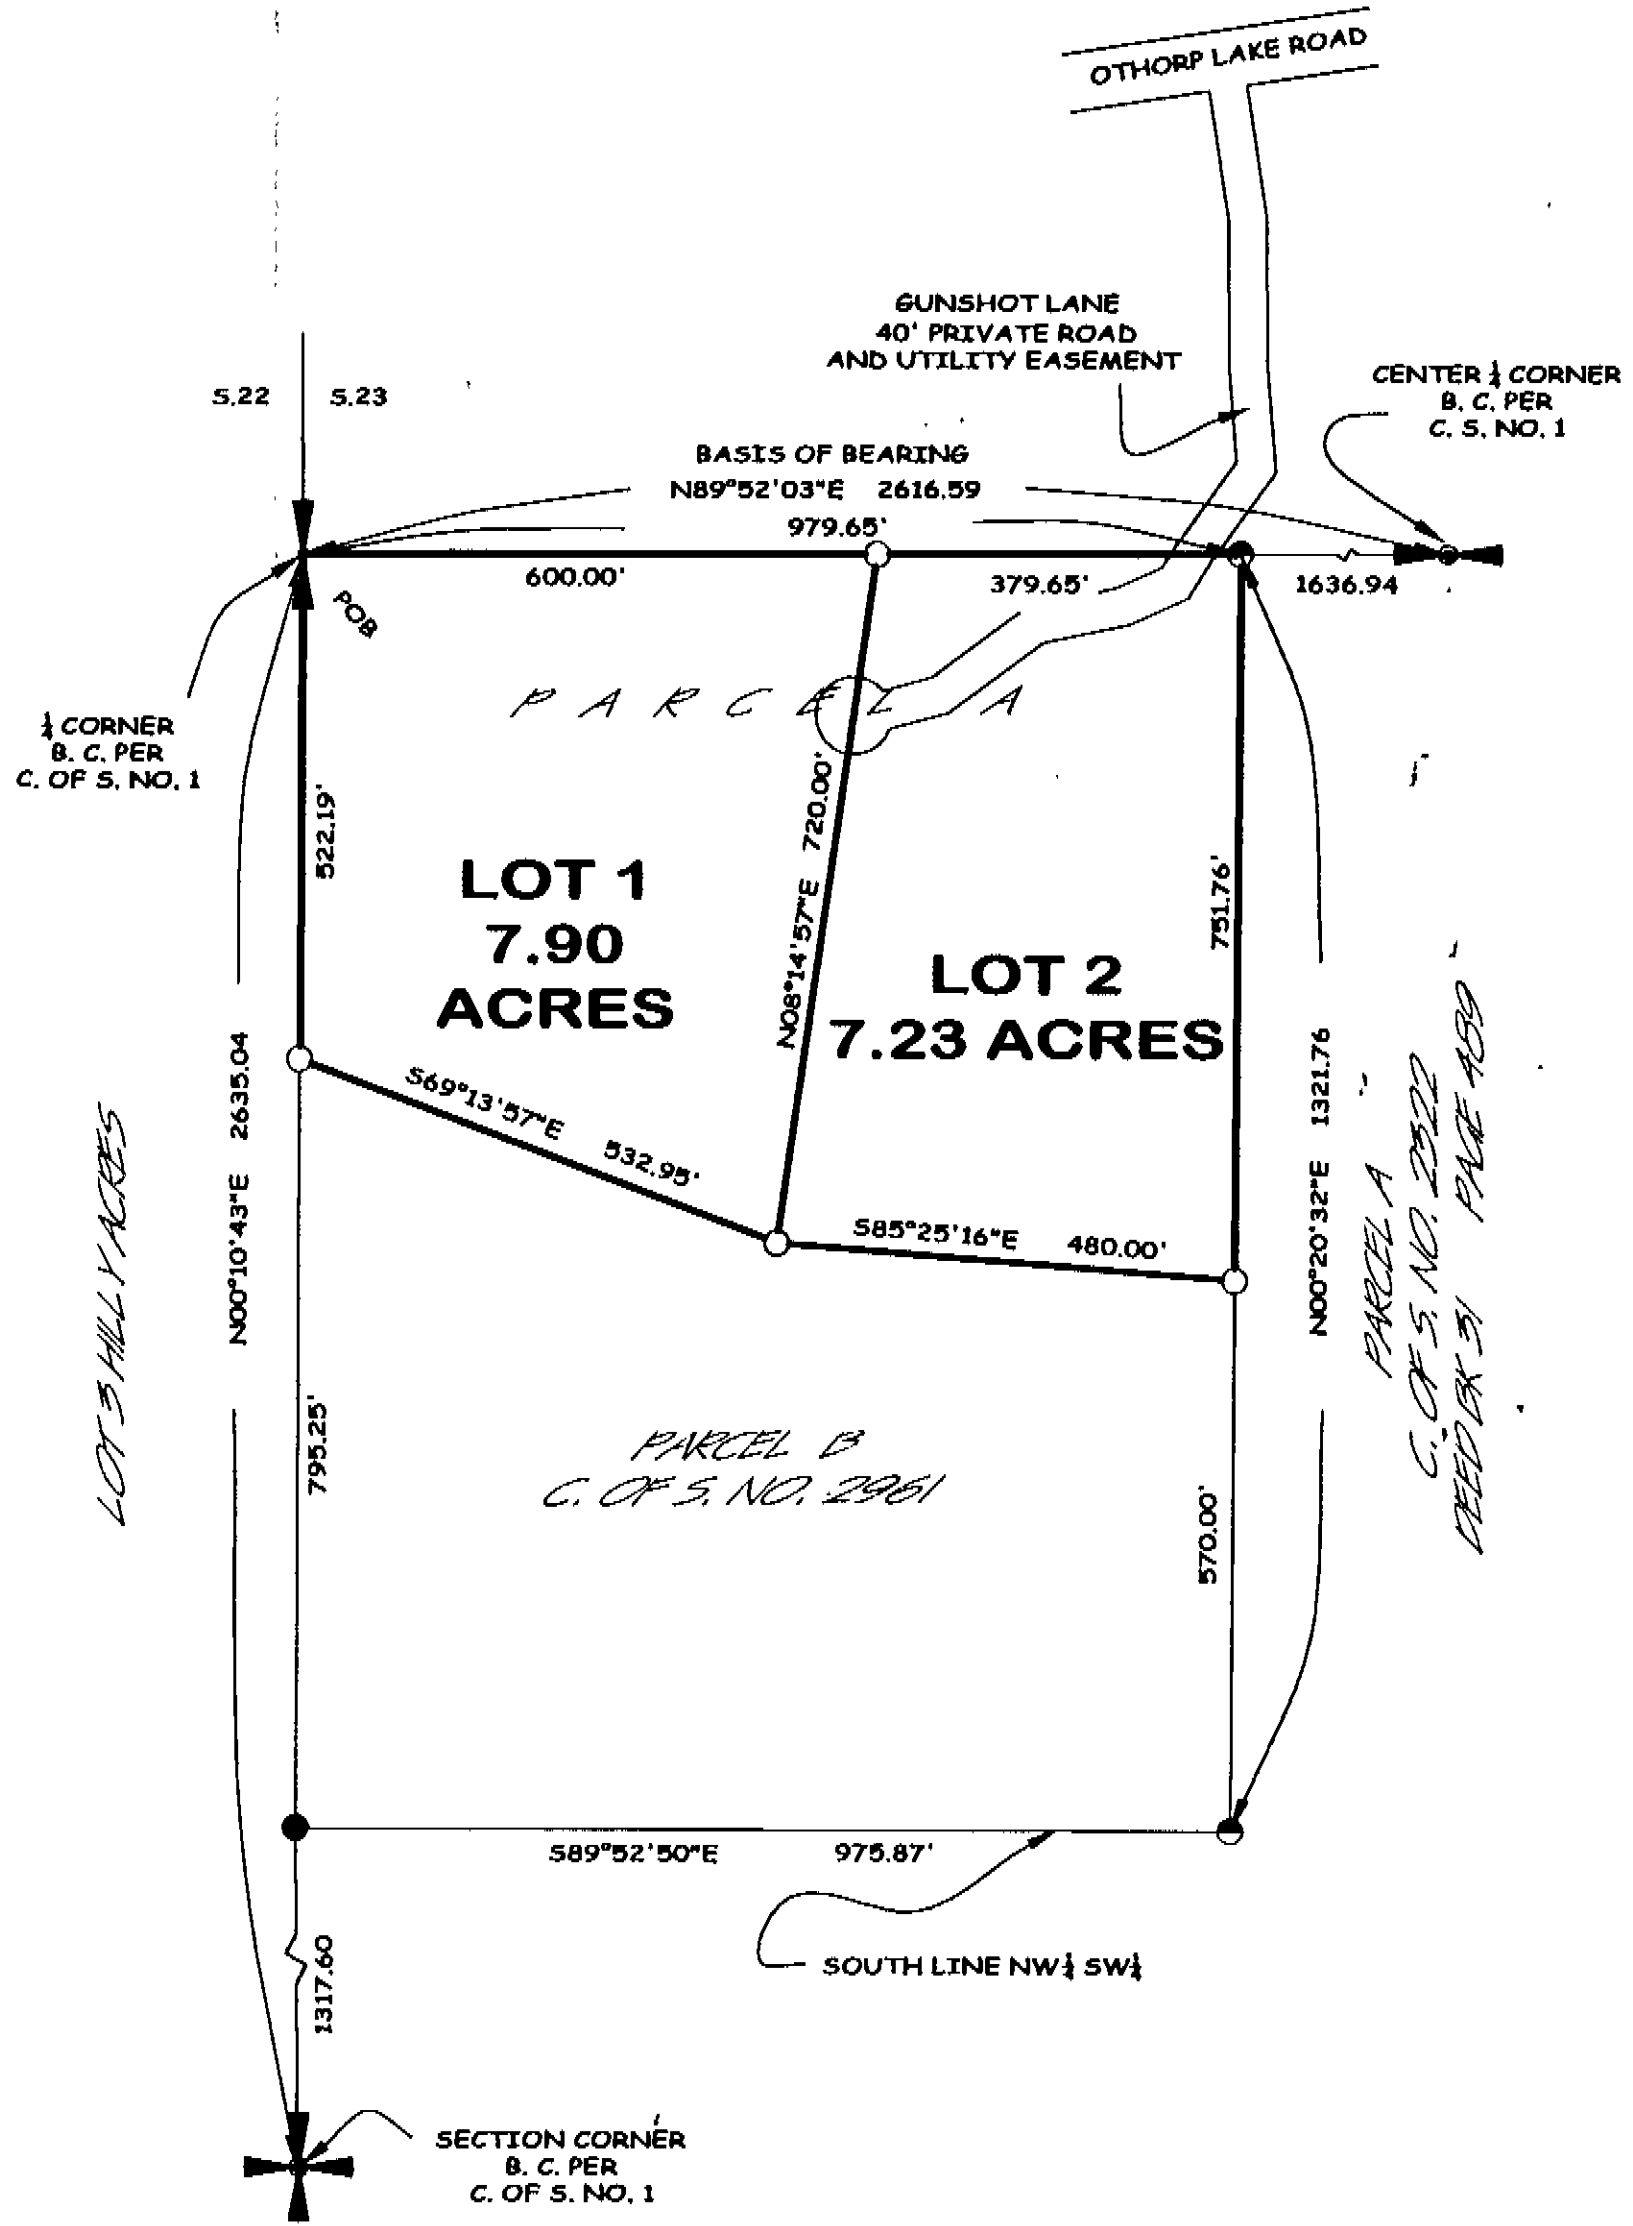 OTHORP LAKE ROAD
GUNSHOT LANE
40' PRIVATE ROAD
AND UTILITY EASEMENT
CENTER ¼ CORNER
B. C. PER
C. S. NO. 1
S.22
S.23
BASIS OF BEARING
N89°52'03"E 2616.59
979.65'
600.00'
379.65'
1636.94
POB
PARCEL A
¼ CORNER
B. C. PER
C. OF S. NO. 1
522.19'
N08°14'57"E 720.00'
751.76'
LOT 1
7.90
ACRES
LOT 2
7.23 ACRES
N00°10'43"E 2635.04
S69°13'57"E 532.95'
S85°25'16"E 480.00'
N00°20'32"E 1321.76
PARCEL A
C. OF S. NO. 2322
DEED BK 31 PAGE 489
LOT 3 HILLY ACRES
795.25'
PARCEL B
C. OF S. NO. 2961
570.00'
S89°52'50"E 975.87'
SOUTH LINE NW¼ SW¼
1317.60
SECTION CORNER
B. C. PER
C. OF S. NO. 1